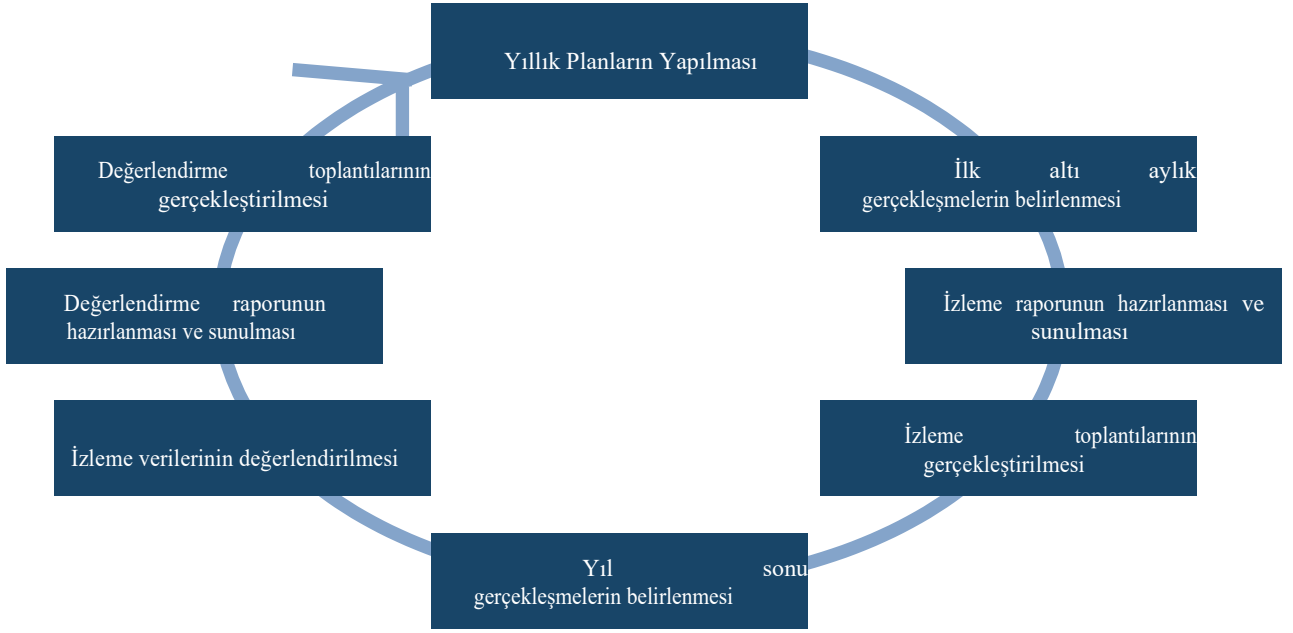 Yıllık Planların Yapılması
İlk altı aylık
gerçekleşmelerin belirlenmesi
İzleme raporunun hazırlanması ve
sunulması
İzleme toplantılarının
gerçekleştirilmesi
Yıl sonu
gerçekleşmelerin belirlenmesi
İzleme verilerinin değerlendirilmesi
Değerlendirme raporunun
hazırlanması ve sunulması
Değerlendirme toplantılarının
gerçekleştirilmesi